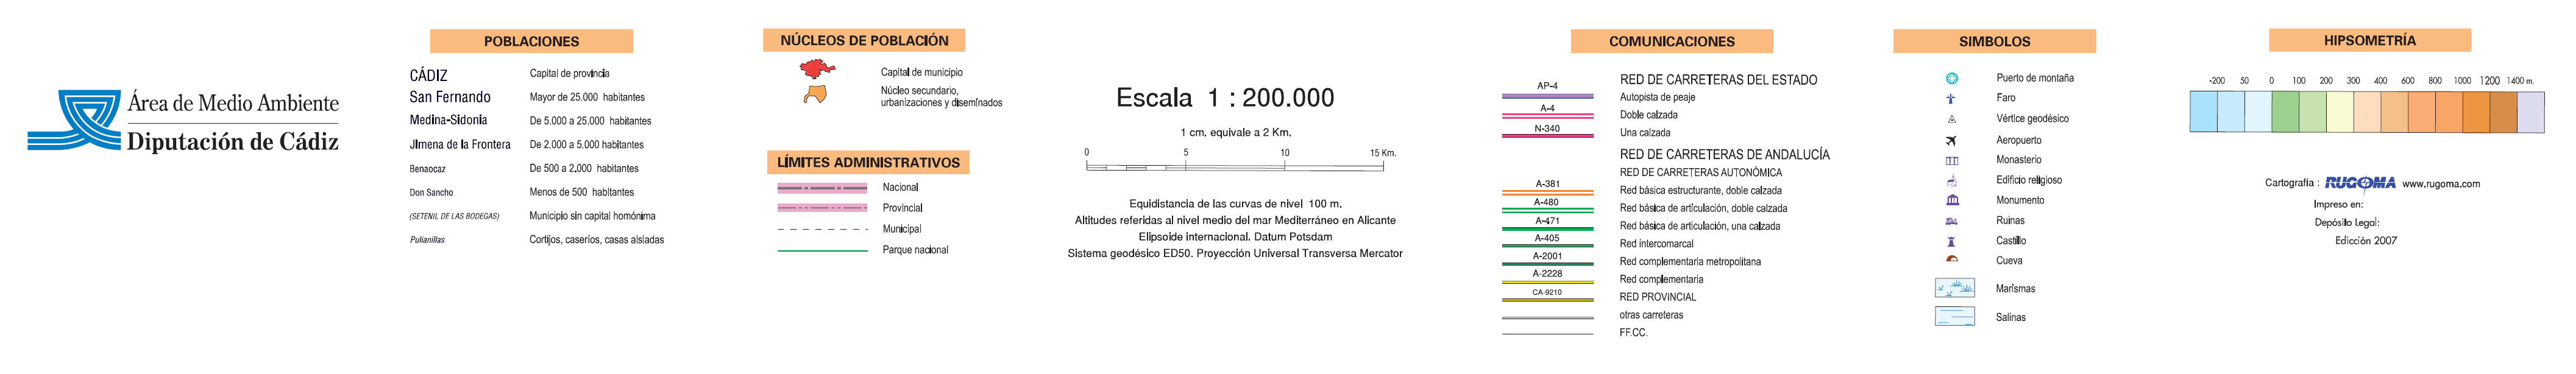 Área de Medio Ambiente
Diputación de Cádiz
POBLACIONES
CÁDIZ Capital de provincia
San Fernando Mayor de 25.000 habitantes
Medina-Sidonia De 5.000 a 25.000 habitantes
Jimena de la Frontera De 2.000 a 5.000 habitantes
Benaocaz De 500 a 2.000 habitantes
Don Sancho Menos de 500 habitantes
(SETENIL DE LAS BODEGAS) Municipio sin capital homónima
Pulianillas Cortijos, caseríos, casas aisladas
NÚCLEOS DE POBLACIÓN
Capital de municipio
Núcleo secundario,
urbanizaciones y diseminados
LÍMITES ADMINISTRATIVOS
Nacional
Provincial
Municipal
Parque nacional
Escala 1 : 200.000
1 cm. equivale a 2 Km.
0 5 10 15 Km.
Equidistancia de las curvas de nivel 100 m.
Altitudes referidas al nivel medio del mar Mediterráneo en Alicante
Elipsoide internacional. Datum Potsdam
Sistema geodésico ED50. Proyección Universal Transversa Mercator
COMUNICACIONES
RED DE CARRETERAS DEL ESTADO
AP-4 Autopista de peaje
A-4 Doble calzada
N-340 Una calzada
RED DE CARRETERAS DE ANDALUCÍA
RED DE CARRETERAS AUTONÓMICA
A-381 Red básica estructurante, doble calzada
A-480 Red básica de artículación, doble calzada
A-471 Red básica de articulación, una calzada
A-405 Red intercomarcal
A-2001 Red complementaria metropolitana
A-2228 Red complementaria
CA-9210 RED PROVINCIAL
otras carreteras
FF.CC.
SIMBOLOS
Puerto de montaña
Faro
Vértice geodésico
Aeropuerto
Monasterio
Edificio religioso
Monumento
Ruinas
Castillo
Cueva
Marismas
Salinas
HIPSOMETRÍA
-200 50 0 100 200 300 400 600 800 1000 1200 1400 m.
Cartografía : RUGOMA www.rugoma.com
Impreso en:
Depósito Legal:
Edicción 2007